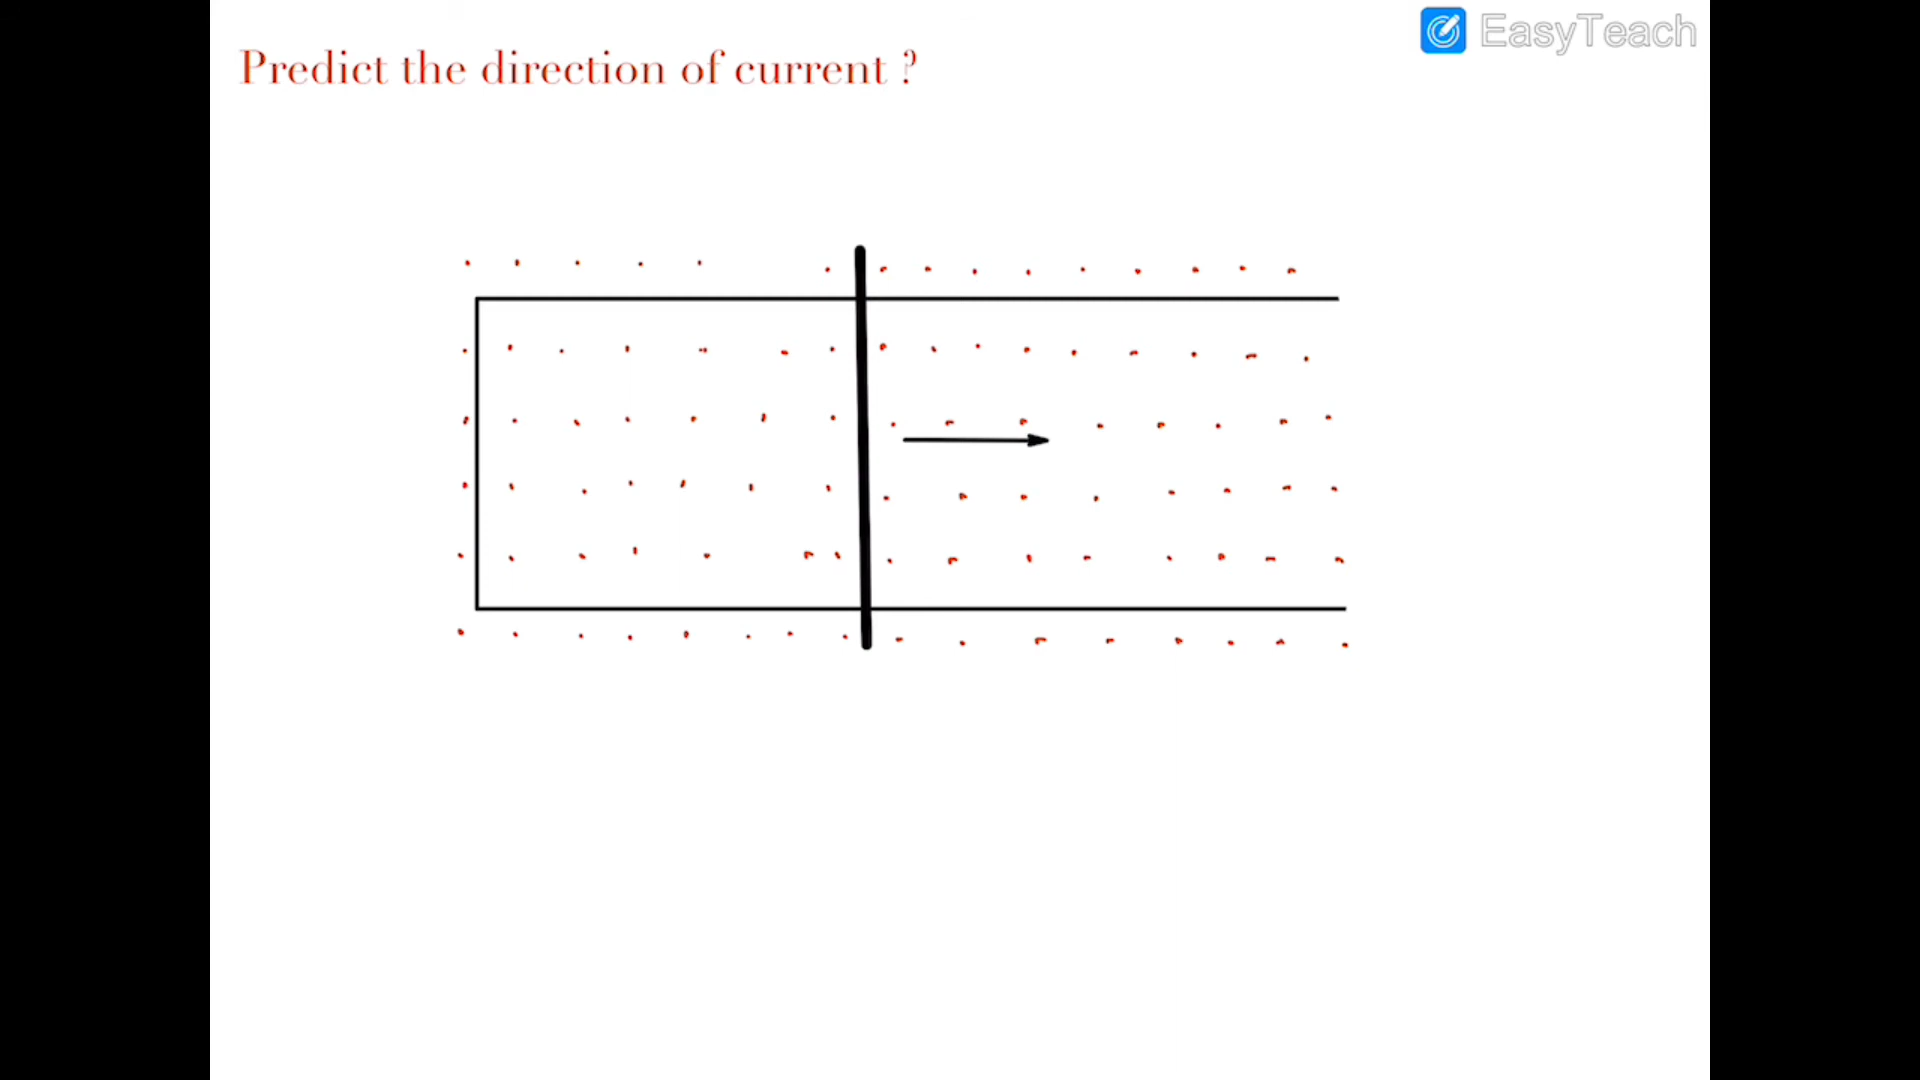 EasyTeach
Predict the direction of current ?